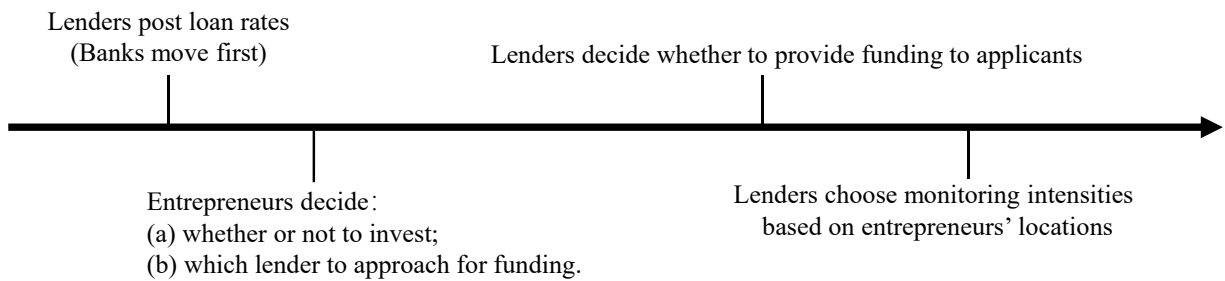 Lenders post loan rates
(Banks move first)
Lenders decide whether to provide funding to applicants
Entrepreneurs decide:
(a) whether or not to invest;
(b) which lender to approach for funding.
Lenders choose monitoring intensities
based on entrepreneurs’ locations